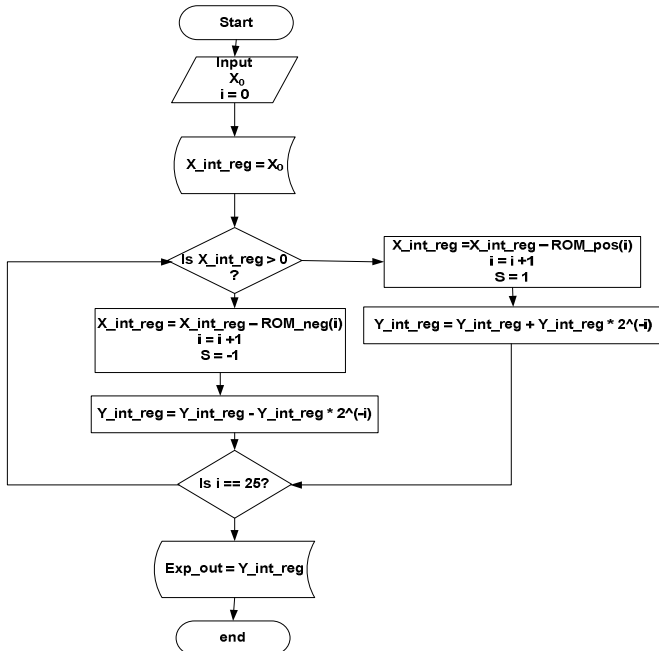 Start
Input
X₀
i = 0
X_int_reg = X₀
Is X_int_reg > 0
?
X_int_reg =X_int_reg – ROM_pos(i)
i = i +1
S = 1
Y_int_reg = Y_int_reg + Y_int_reg * 2^(-i)
X_int_reg = X_int_reg – ROM_neg(i)
i = i +1
S = -1
Y_int_reg = Y_int_reg - Y_int_reg * 2^(-i)
Is i == 25?
Exp_out = Y_int_reg
end